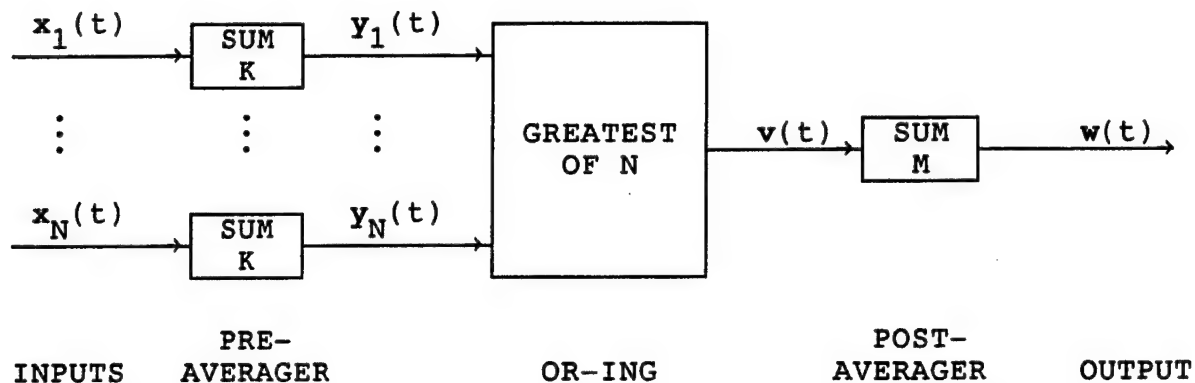 x1(t) SUM K y1(t)
GREATEST OF N
v(t) SUM M w(t)
xN(t) SUM K yN(t)
INPUTS PRE-AVERAGER OR-ING POST-AVERAGER OUTPUT